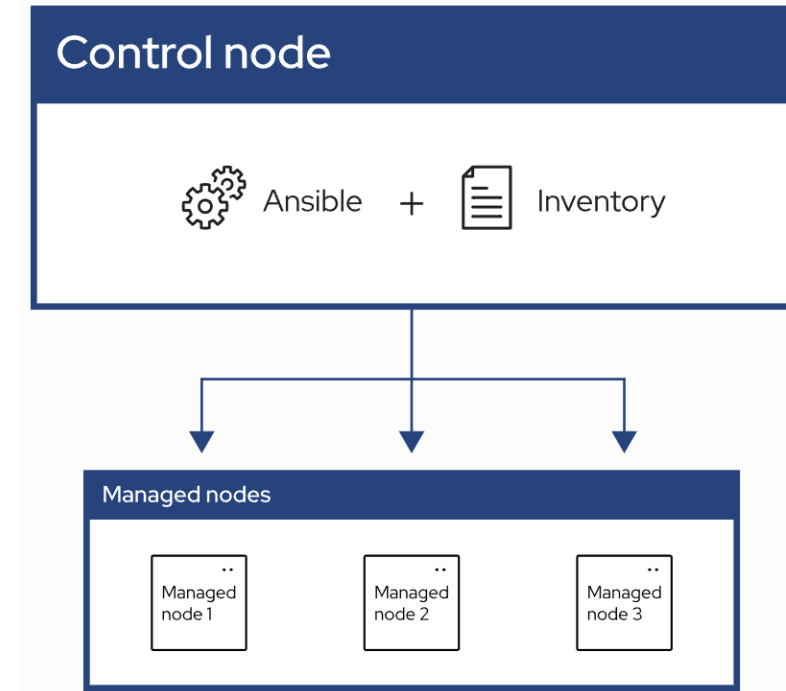 Control node
Ansible + Inventory
Managed nodes
Managed
node 1
Managed
node 2
Managed
node 3